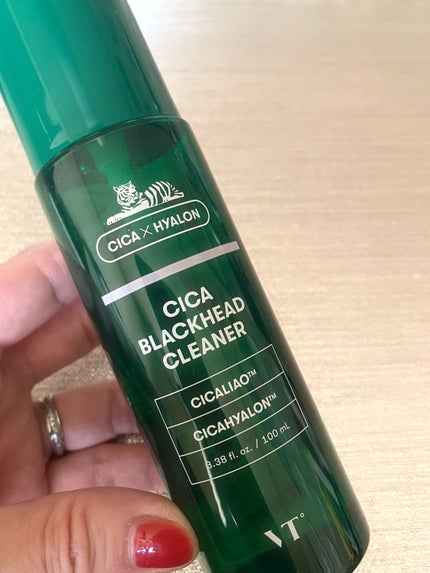 CICA X HYALON
CICA
BLACKHEAD
CLEANER
CICALIAO™
CICAHYALON™
3.38 fl. oz. / 100 mL
VT°